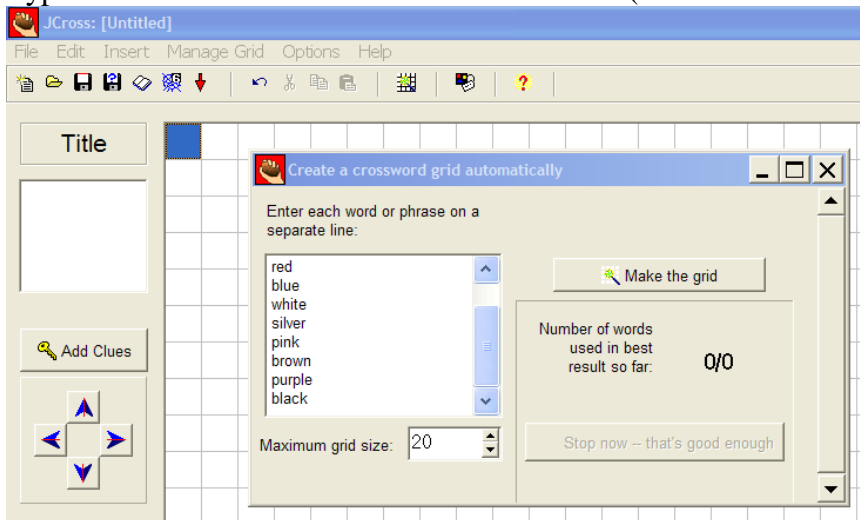 JCross: [Untitled]
File Edit Insert Manage Grid Options Help
Title
Create a crossword grid automatically
Enter each word or phrase on a
separate line:
red
blue
white
silver
pink
brown
purple
black
Make the grid
Number of words
used in best
result so far:
0/0
Add Clues
Maximum grid size: 20
Stop now -- that's good enough